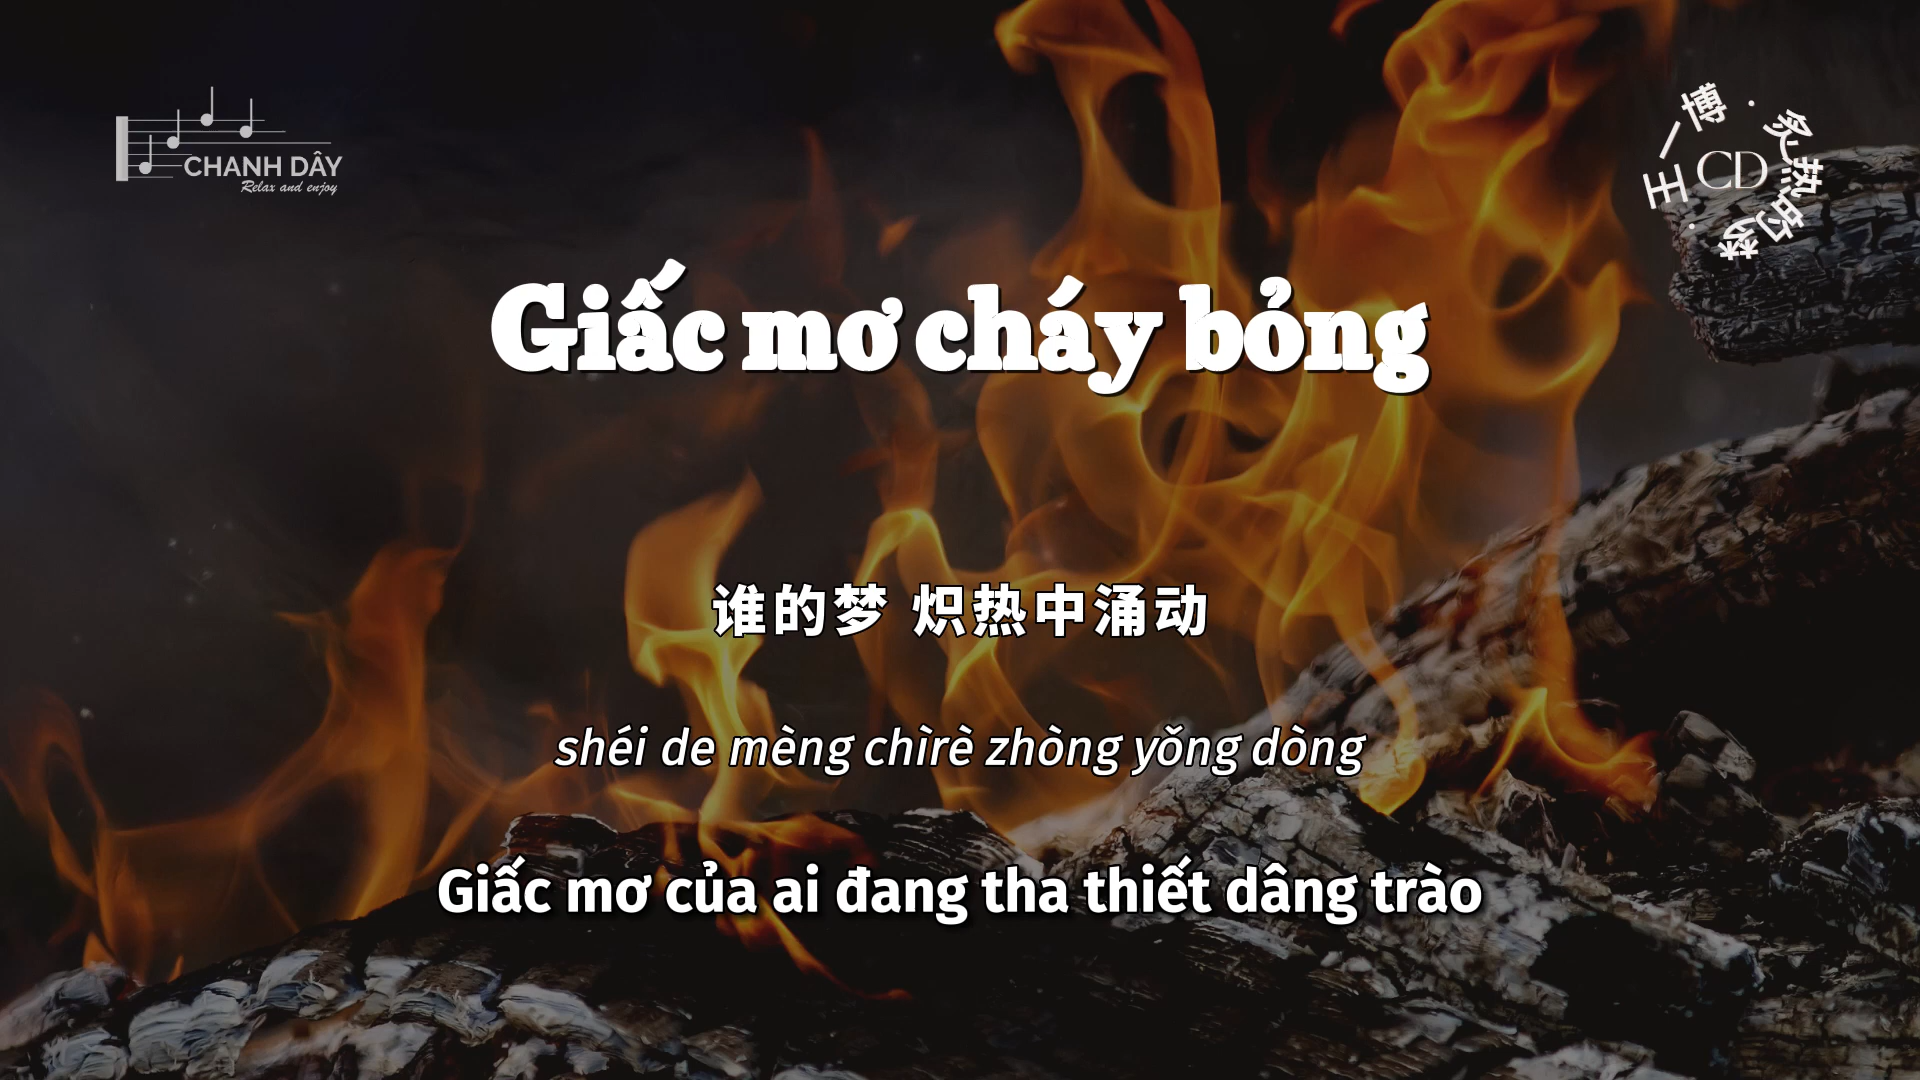 CHANH DÂY
Relax and enjoy
王一博 · 炙热的梦 ·
CD
Giấc mơ cháy bỏng
谁的梦 炽热中涌动
shéi de mèng chìrè zhòng yǒng dòng
Giấc mơ của ai đang tha thiết dâng trào